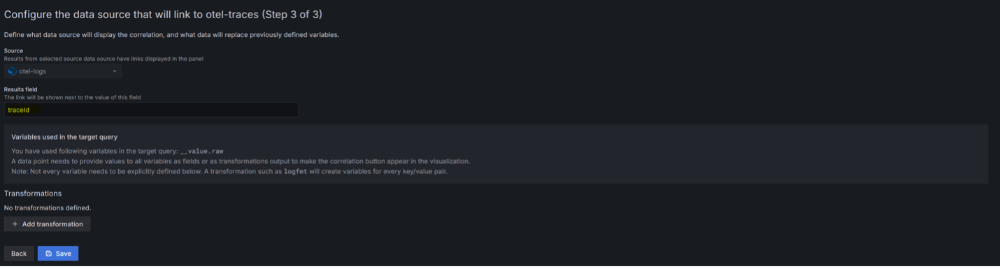 Configure the data source that will link to otel-traces (Step 3 of 3)
Define what data source will display the correlation, and what data will replace previously defined variables.
Source
Results from selected source data source have links displayed in the panel
otel-logs
Results field
The link will be shown next to the value of this field
traceId
Variables used in the target query
You have used following variables in the target query: __value.raw
A data point needs to provide values to all variables as fields or as transformations output to make the correlation button appear in the visualization.
Note: Not every variable needs to be explicitly defined below. A transformation such as logfmt will create variables for every key/value pair.
Transformations
No transformations defined.
+ Add transformation
Back Save